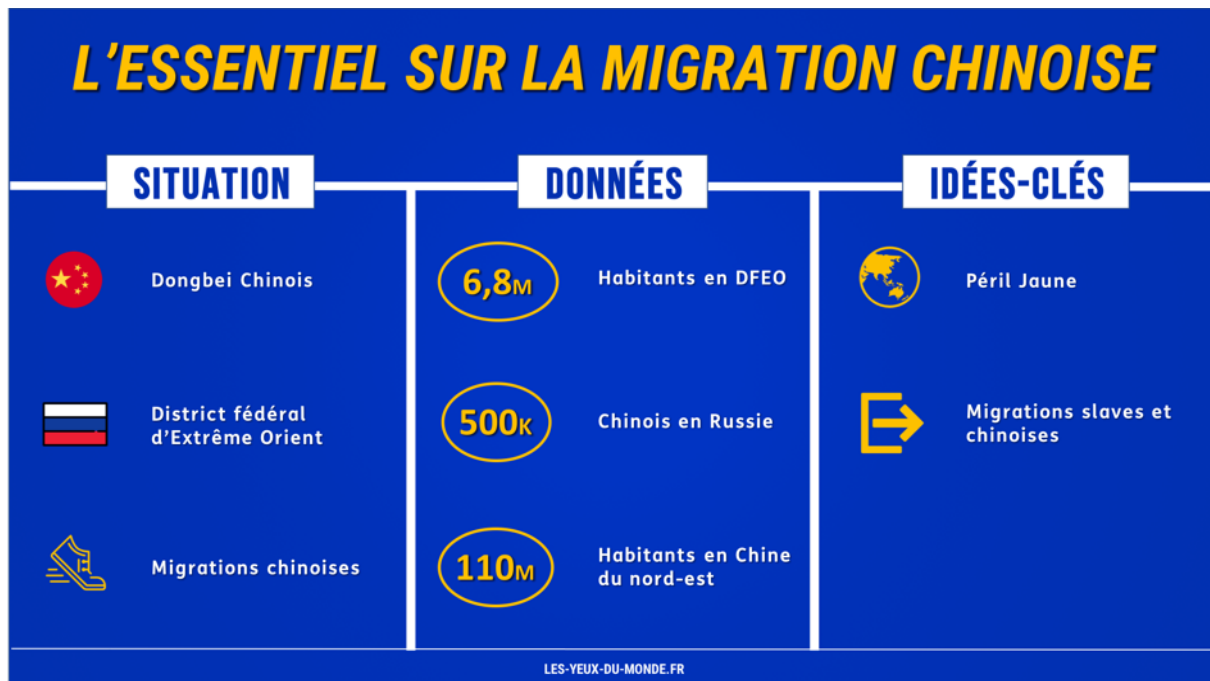 L'ESSENTIEL SUR LA MIGRATION CHINOISE
SITUATION
Dongbei Chinois
District fédéral
d'Extrême Orient
Migrations chinoises
DONNÉES
6,8M
Habitants en DFEO
500K
Chinois en Russie
110M
Habitants en Chine
du nord-est
IDÉES-CLÉS
Péril Jaune
Migrations slaves et
chinoises
LES-YEUX-DU-MONDE.FR